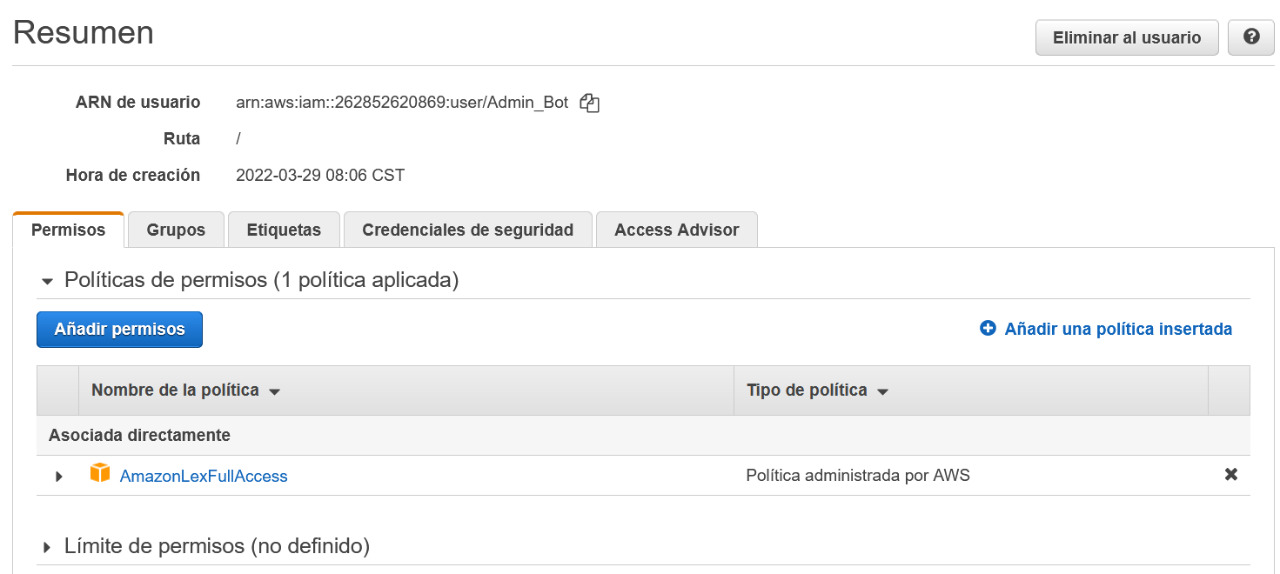 Resumen
Eliminar al usuario
ARN de usuario arn:aws:iam::262852620869:user/Admin_Bot
Ruta /
Hora de creación 2022-03-29 08:06 CST
Permisos Grupos Etiquetas Credenciales de seguridad Access Advisor
Políticas de permisos (1 política aplicada)
Añadir permisos Añadir una política insertada
Nombre de la política Tipo de política
Asociada directamente
AmazonLexFullAccess Política administrada por AWS
Límite de permisos (no definido)